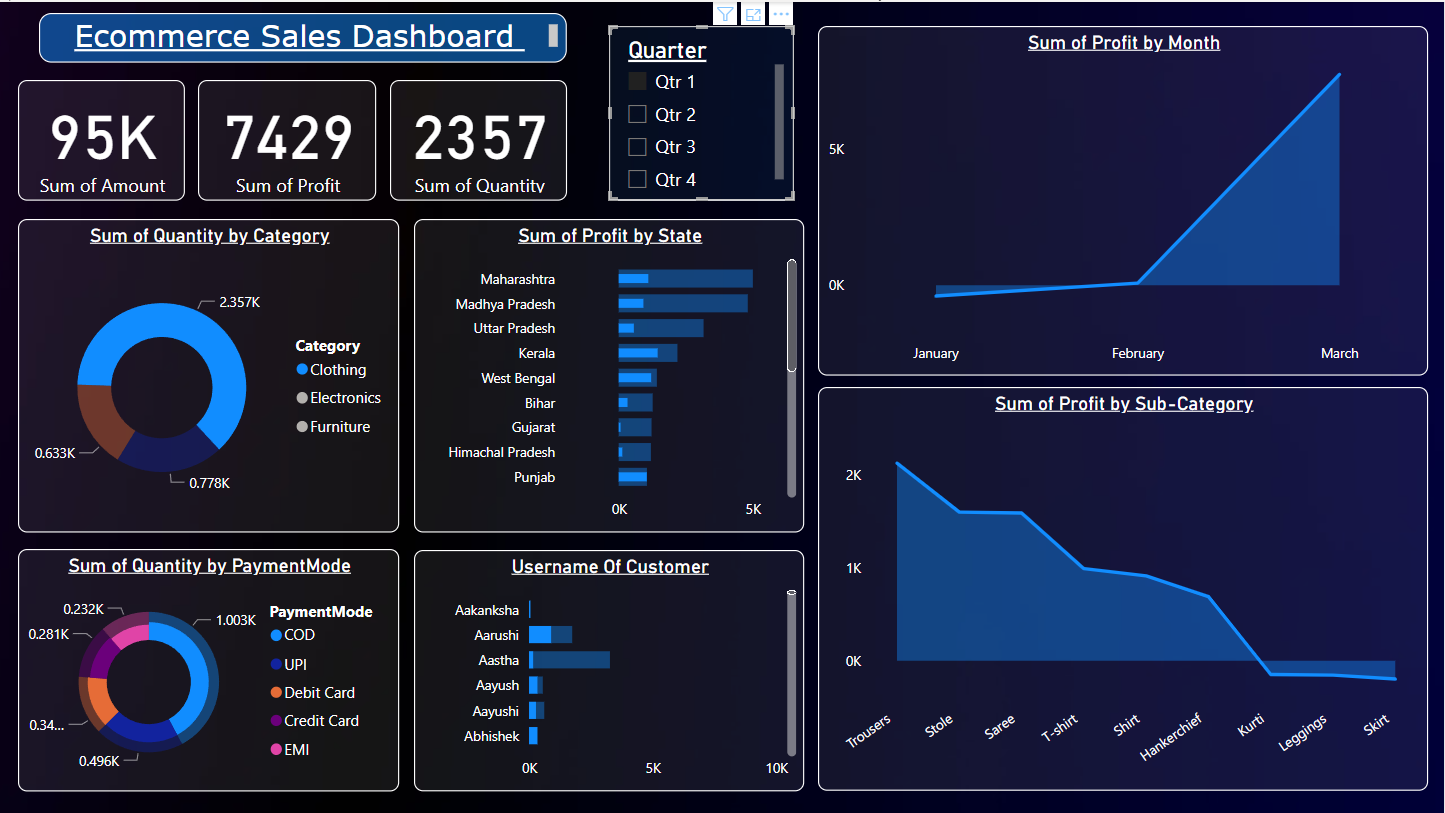 Ecommerce Sales Dashboard
95K
Sum of Amount
7429
Sum of Profit
2357
Sum of Quantity
Quarter
Qtr 1
Qtr 2
Qtr 3
Qtr 4
Sum of Profit by Month
5K
0K
January
February
March
Sum of Quantity by Category
2.357K
0.633K
0.778K
Category
Clothing
Electronics
Furniture
Sum of Profit by State
Maharashtra
Madhya Pradesh
Uttar Pradesh
Kerala
West Bengal
Bihar
Gujarat
Himachal Pradesh
Punjab
0K
5K
Sum of Profit by Sub-Category
2K
1K
0K
Trousers
Stole
Saree
T-shirt
Shirt
Hankerchief
Kurti
Leggings
Skirt
Sum of Quantity by PaymentMode
0.232K
1.003K
0.281K
0.34...
0.496K
PaymentMode
COD
UPI
Debit Card
Credit Card
EMI
Username Of Customer
Aakanksha
Aarushi
Aastha
Aayush
Aayushi
Abhishek
0K
5K
10K